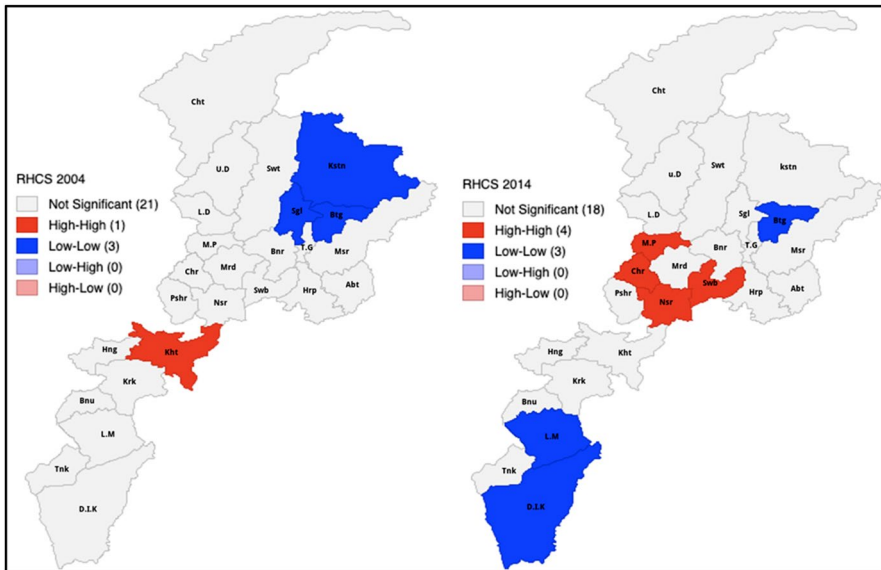 Cht
U.D
Swt
Kstn
RHCS 2004
Not Significant (21)
High-High (1)
Low-Low (3)
Low-High (0)
High-Low (0)
L.D
Sgl
Btg
M.P
Bnr
T.G
Msr
Chr
Mrd
Pshr
Nsr
Swb
Hrp
Abt
Hng
Kht
Krk
Bnu
L.M
Tnk
D.I.K
Cht
u.D
Swt
kstn
RHCS 2014
Not Significant (18)
High-High (4)
Low-Low (3)
Low-High (0)
High-Low (0)
L.D
Sgl
Btg
M.P
Bnr
T.G
Msr
Chr
Mrd
Pshr
Nsr
Swb
Hrp
Abt
Hng
Kht
Krk
Bnu
L.M
Tnk
D.I.K